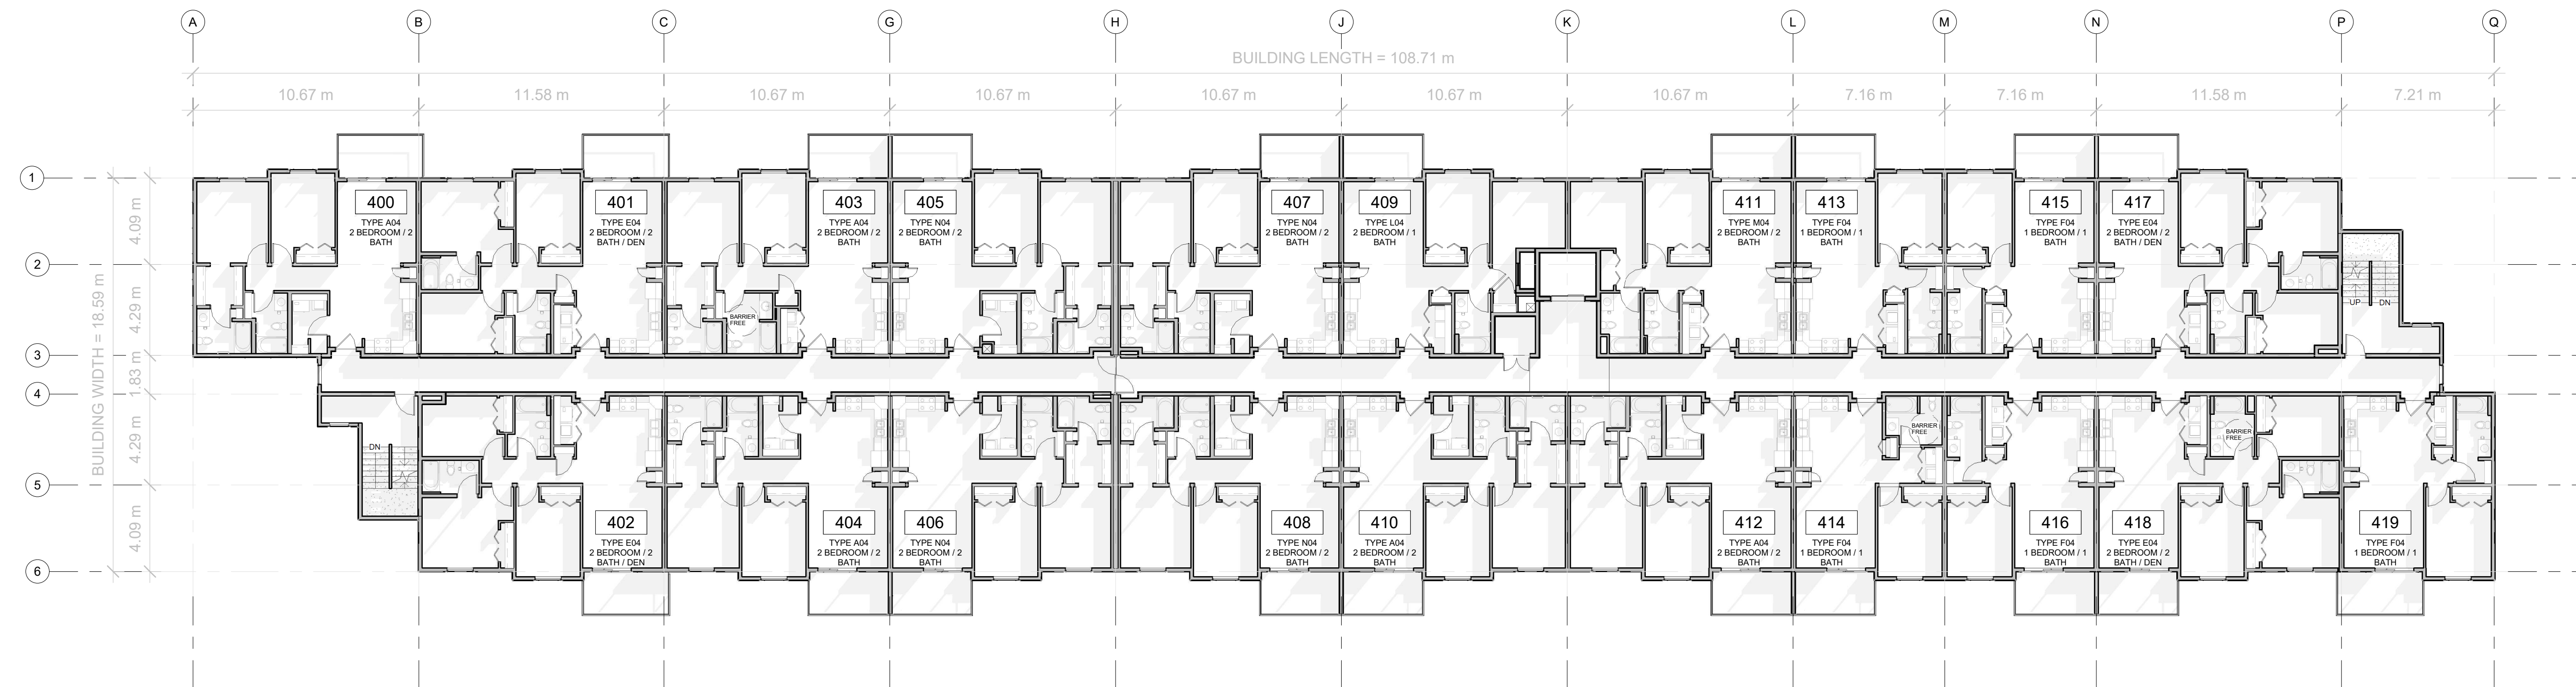 A B C G H J K L M N P Q
BUILDING LENGTH = 108.71 m
10.67 m 11.58 m 10.67 m 10.67 m 10.67 m 10.67 m 10.67 m 7.16 m 7.16 m 11.58 m 7.21 m
1
2
3
4
5
6
BUILDING WIDTH = 18.59 m
4.09 m
4.29 m
1.83 m
4.29 m
4.09 m
400
TYPE A04
2 BEDROOM / 2
BATH
401
TYPE E04
2 BEDROOM / 2
BATH / DEN
403
TYPE A04
2 BEDROOM / 2
BATH
BARRIER
FREE
405
TYPE N04
2 BEDROOM / 2
BATH
407
TYPE N04
2 BEDROOM / 2
BATH
409
TYPE L04
2 BEDROOM / 1
BATH
411
TYPE M04
2 BEDROOM / 2
BATH
413
TYPE F04
1 BEDROOM / 1
BATH
415
TYPE F04
1 BEDROOM / 1
BATH
417
TYPE E04
2 BEDROOM / 2
BATH / DEN
UP DN
DN
402
TYPE E04
2 BEDROOM / 2
BATH / DEN
404
TYPE A04
2 BEDROOM / 2
BATH
406
TYPE N04
2 BEDROOM / 2
BATH
408
TYPE N04
2 BEDROOM / 2
BATH
410
TYPE A04
2 BEDROOM / 2
BATH
412
TYPE A04
2 BEDROOM / 2
BATH
BARRIER
FREE
414
TYPE F04
1 BEDROOM / 1
BATH
416
TYPE F04
1 BEDROOM / 1
BATH
BARRIER
FREE
418
TYPE E04
2 BEDROOM / 2
BATH / DEN
419
TYPE F04
1 BEDROOM / 1
BATH